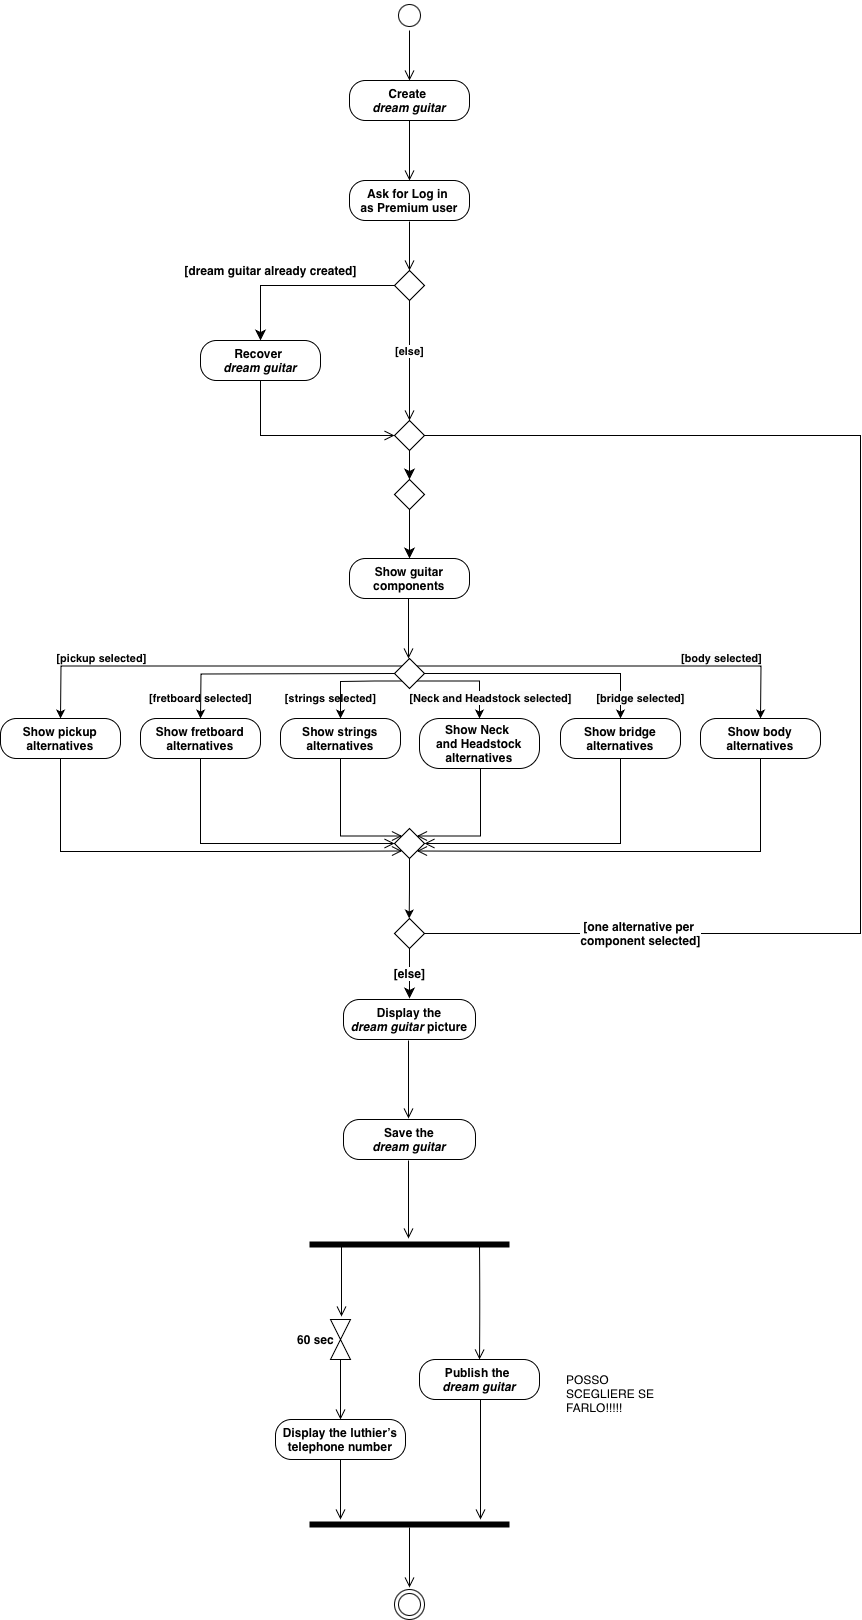 Create
dream guitar
Ask for Log in
as Premium user
[dream guitar already created]
Recover
dream guitar
[else]
Show guitar
components
[pickup selected]
[body selected]
[fretboard selected]
[strings selected]
[Neck and Headstock selected]
[bridge selected]
Show pickup
alternatives
Show fretboard
alternatives
Show strings
alternatives
Show Neck
and Headstock
alternatives
Show bridge
alternatives
Show body
alternatives
[one alternative per
component selected]
[else]
Display the
dream guitar picture
Save the
dream guitar
60 sec
Publish the
dream guitar
POSSO
SCEGLIERE SE
FARLO!!!!!
Display the luthier's
telephone number